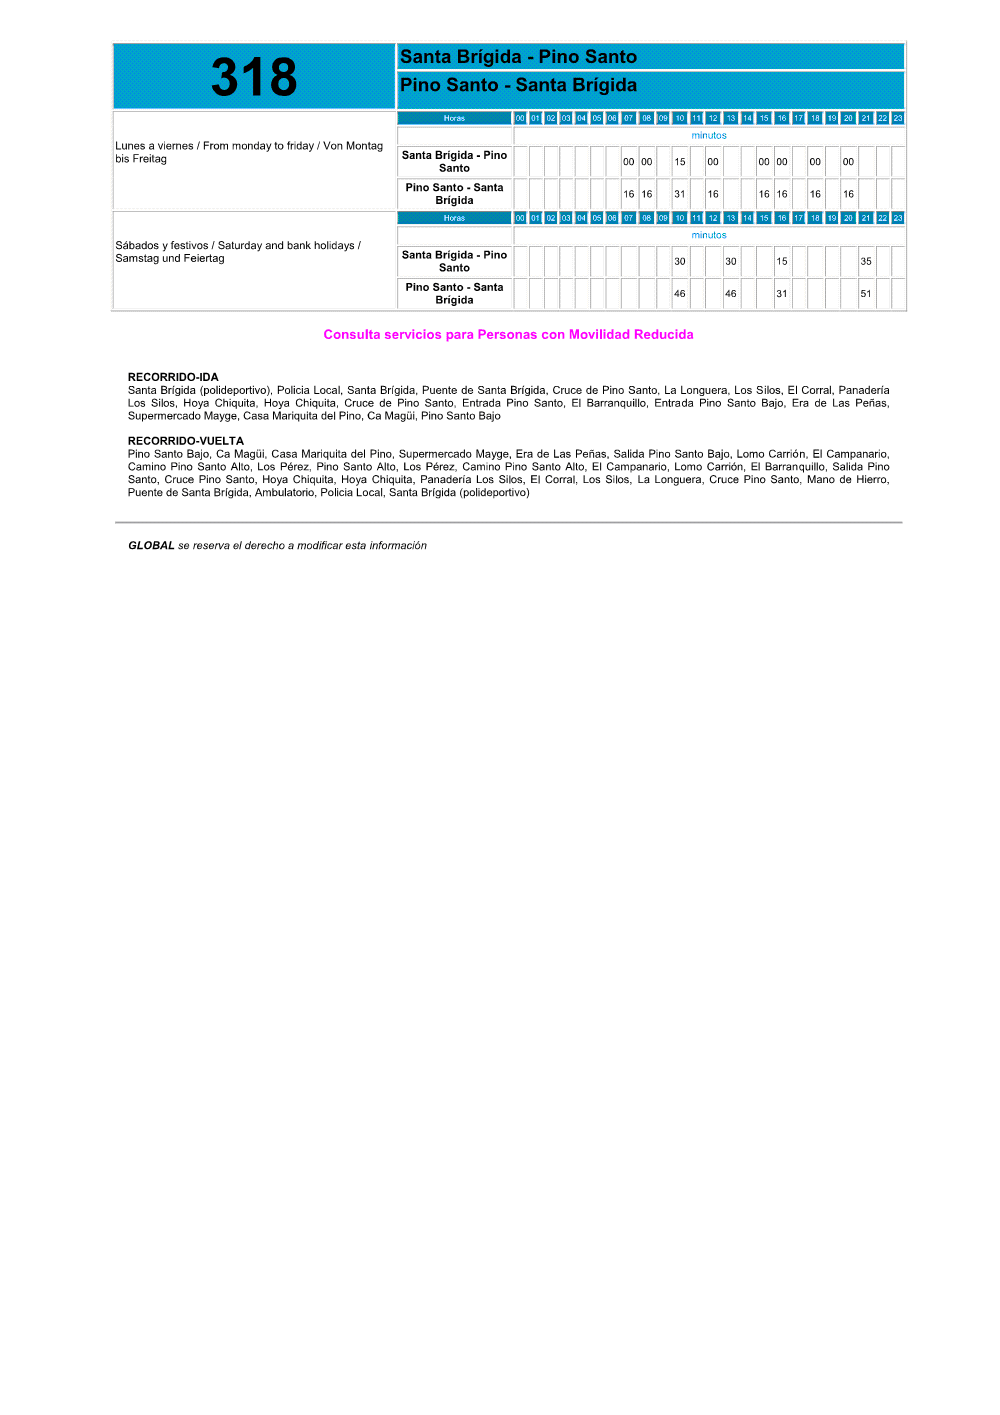 318
Santa Brígida - Pino Santo
Pino Santo - Santa Brígida
Lunes a viernes / From monday to friday / Von Montag
bis Freitag
Horas 00 01 02 03 04 05 06 07 08 09 10 11 12 13 14 15 16 17 18 19 20 21 22 23
minutos
Santa Brígida - Pino
Santo
00 00 15 00 00 00 00 00
Pino Santo - Santa
Brígida
16 16 31 16 16 16 16 16
Sábados y festivos / Saturday and bank holidays /
Samstag und Feiertag
Horas 00 01 02 03 04 05 06 07 08 09 10 11 12 13 14 15 16 17 18 19 20 21 22 23
minutos
Santa Brígida - Pino
Santo
30 30 15 35
Pino Santo - Santa
Brígida
46 46 31 51
Consulta servicios para Personas con Movilidad Reducida
RECORRIDO-IDA
Santa Brígida (polideportivo), Policia Local, Santa Brígida, Puente de Santa Brígida, Cruce de Pino Santo, La Longuera, Los Silos, El Corral, Panadería
Los Silos, Hoya Chiquita, Hoya Chiquita, Cruce de Pino Santo, Entrada Pino Santo, El Barranquillo, Entrada Pino Santo Bajo, Era de Las Peñas,
Supermercado Mayge, Casa Mariquita del Pino, Ca Magüi, Pino Santo Bajo
RECORRIDO-VUELTA
Pino Santo Bajo, Ca Magüi, Casa Mariquita del Pino, Supermercado Mayge, Era de Las Peñas, Salida Pino Santo Bajo, Lomo Carrión, El Campanario,
Camino Pino Santo Alto, Los Pérez, Pino Santo Alto, Los Pérez, Camino Pino Santo Alto, El Campanario, Lomo Carrión, El Barranquillo, Salida Pino
Santo, Cruce Pino Santo, Hoya Chiquita, Hoya Chiquita, Panadería Los Silos, El Corral, Los Silos, La Longuera, Cruce Pino Santo, Mano de Hierro,
Puente de Santa Brígida, Ambulatorio, Policia Local, Santa Brígida (polideportivo)
GLOBAL se reserva el derecho a modificar esta información